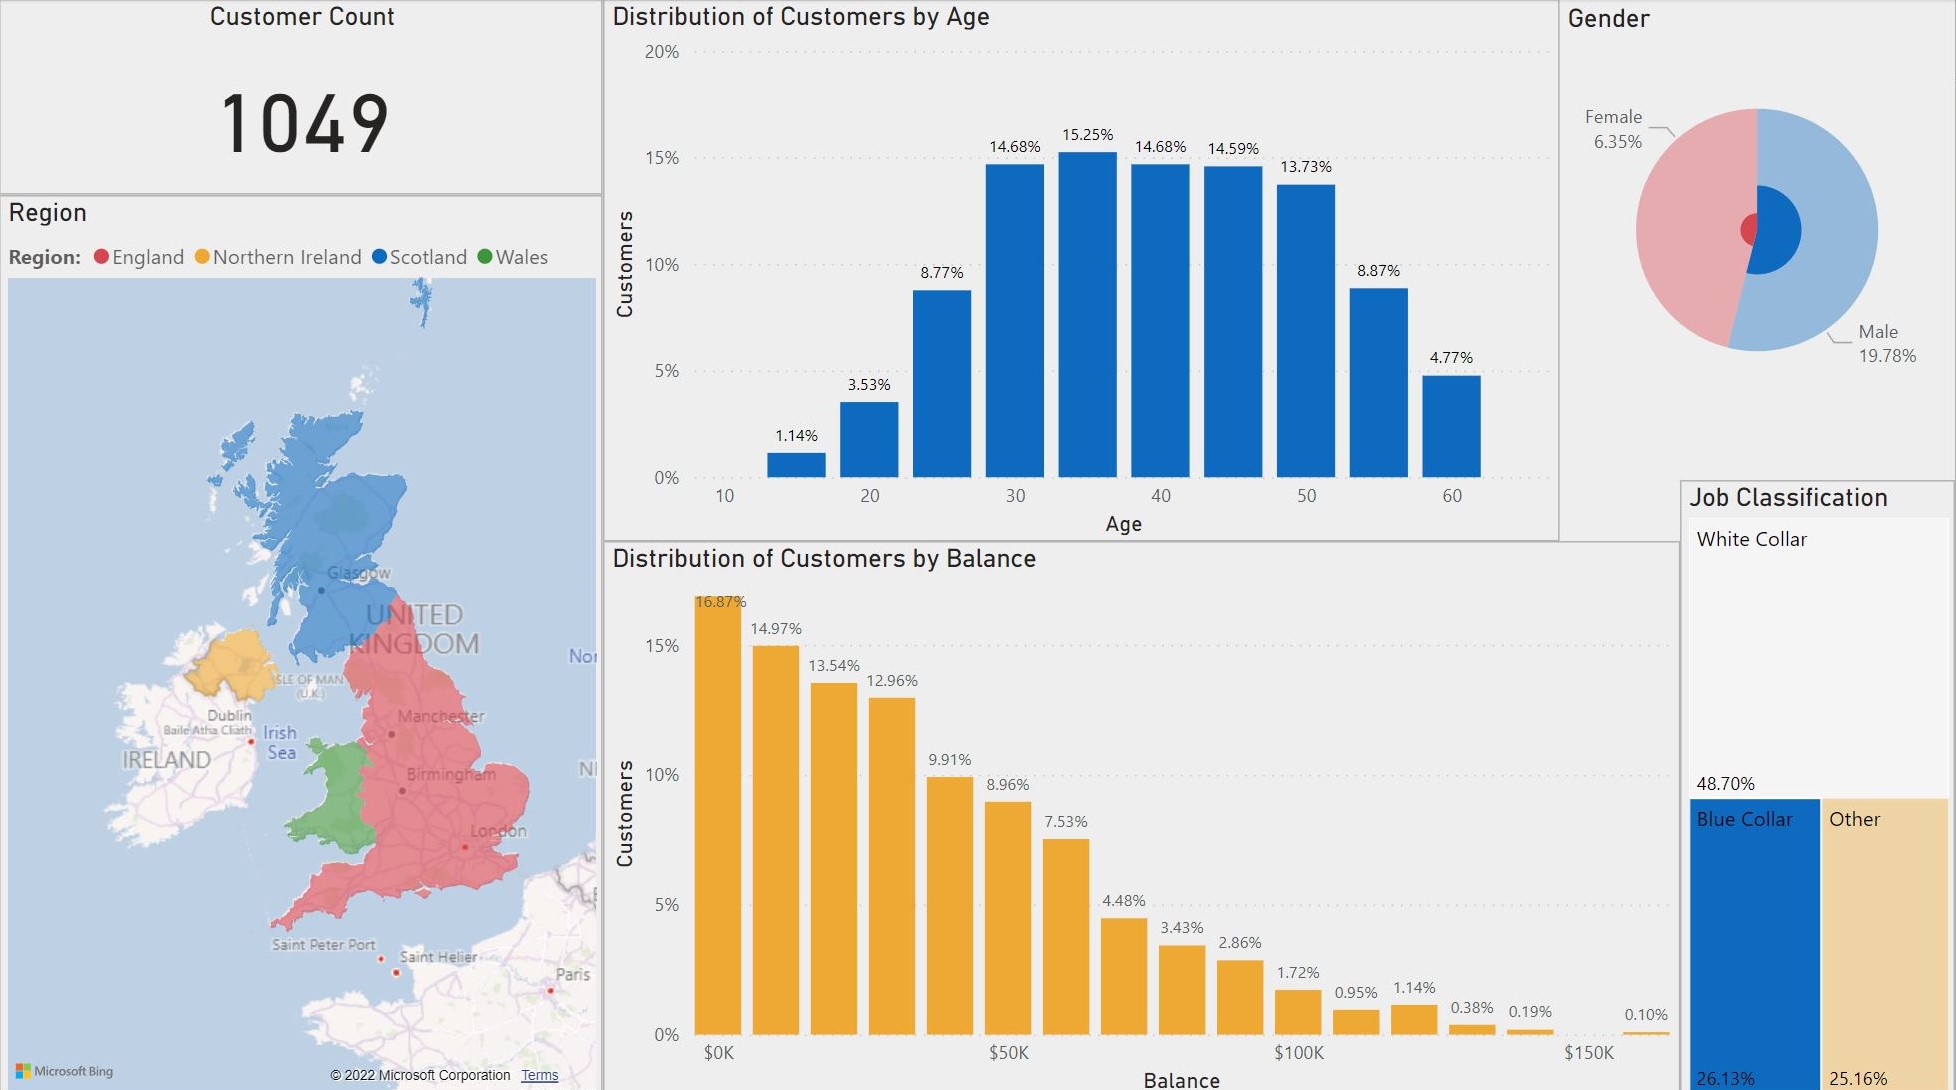 Customer Count
1049
Region
Region: England Northern Ireland Scotland Wales
Glasgow
UNITED
KINGDOM
ISLE OF MAN
(U.K.)
Dublin
Baile Átha Cliath
Irish
Sea
IRELAND
Manchester
Birmingham
London
Saint Peter Port
Saint Helier
Paris
Microsoft Bing
© 2022 Microsoft Corporation Terms
Distribution of Customers by Age
Customers
20%
15%
10%
5%
0%
1.14%
3.53%
8.77%
14.68%
15.25%
14.68%
14.59%
13.73%
8.87%
4.77%
10 20 30 40 50 60
Age
Distribution of Customers by Balance
Customers
15%
10%
5%
0%
16.87%
14.97%
13.54%
12.96%
9.91%
8.96%
7.53%
4.48%
3.43%
2.86%
1.72%
0.95%
1.14%
0.38%
0.19%
0.10%
$0K $50K $100K $150K
Balance
Gender
Female
6.35%
Male
19.78%
Job Classification
White Collar
48.70%
Blue Collar
26.13%
Other
25.16%